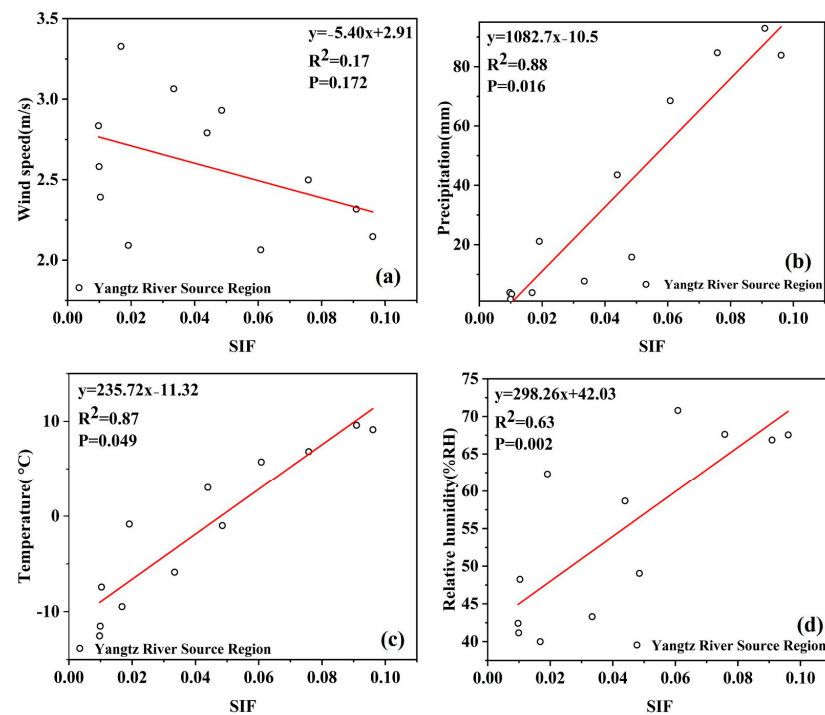 Wind speed(m/s)
3.5
3.0
2.5
2.0
y=-5.40x+2.91
R2=0.17
P=0.172
Yangtz River Source Region
(a)
0.00 0.02 0.04 0.06 0.08 0.10
SIF
Precipitation(mm)
80
60
40
20
y=1082.7x-10.5
R2=0.88
P=0.016
(b)
Yangtz River Source Region
0.00 0.02 0.04 0.06 0.08 0.10
SIF
Temperature( °C)
10
0
-10
y=235.72x-11.32
R2=0.87
P=0.049
(c)
Yangtz River Source Region
0.00 0.02 0.04 0.06 0.08 0.10
SIF
Relative humidity(%RH)
75
70
65
60
55
50
45
40
y=298.26x+42.03
R2=0.63
P=0.002
(d)
Yangtz River Source Region
0.00 0.02 0.04 0.06 0.08 0.10
SIF